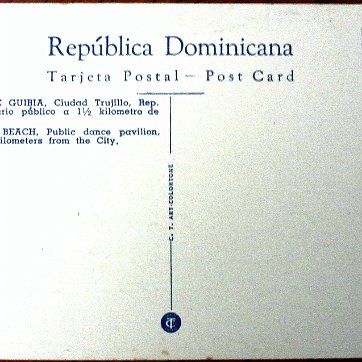 República Dominicana
Tarjeta Postal — Post Card
GUIBIA, Ciudad Trujillo, Rep.
público a 1½ kilometro de
BEACH, Public dance pavilion,
kilometers from the City.
C. T. ART-COLORTONE
CT